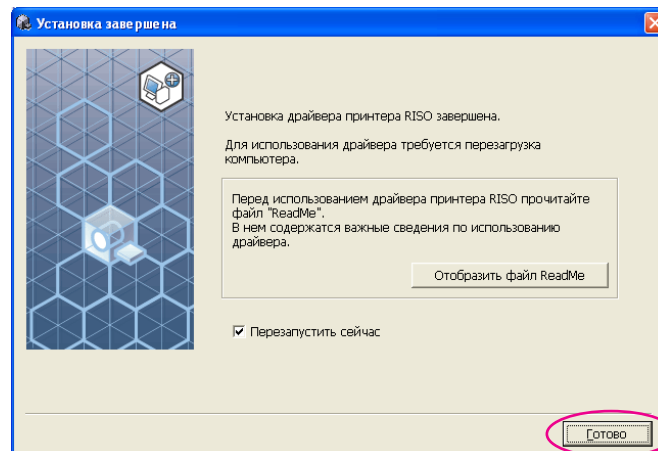 Установка завершена
Установка драйвера принтера RISO завершена.
Для использования драйвера требуется перезагрузка
компьютера.
Перед использованием драйвера принтера RISO прочитайте
файл "ReadMe".
В нем содержатся важные сведения по использованию
драйвера.
Отобразить файл ReadMe
Перезапустить сейчас
Готово